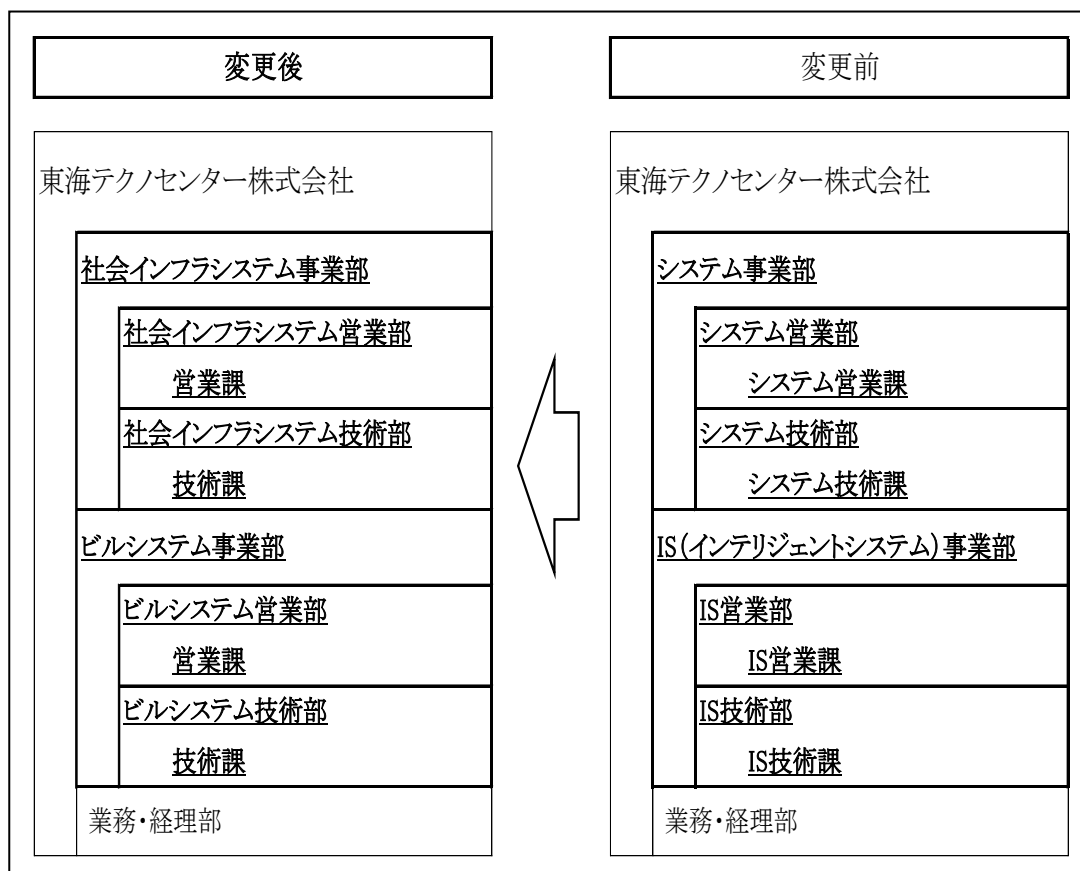 変更後
東海テクノセンター株式会社
社会インフラシステム事業部
社会インフラシステム営業部
営業課
社会インフラシステム技術部
技術課
ビルシステム事業部
ビルシステム営業部
営業課
ビルシステム技術部
技術課
業務・経理部
変更前
東海テクノセンター株式会社
システム事業部
システム営業部
システム営業課
システム技術部
システム技術課
IS(インテリジェントシステム)事業部
IS営業部
IS営業課
IS技術部
IS技術課
業務・経理部